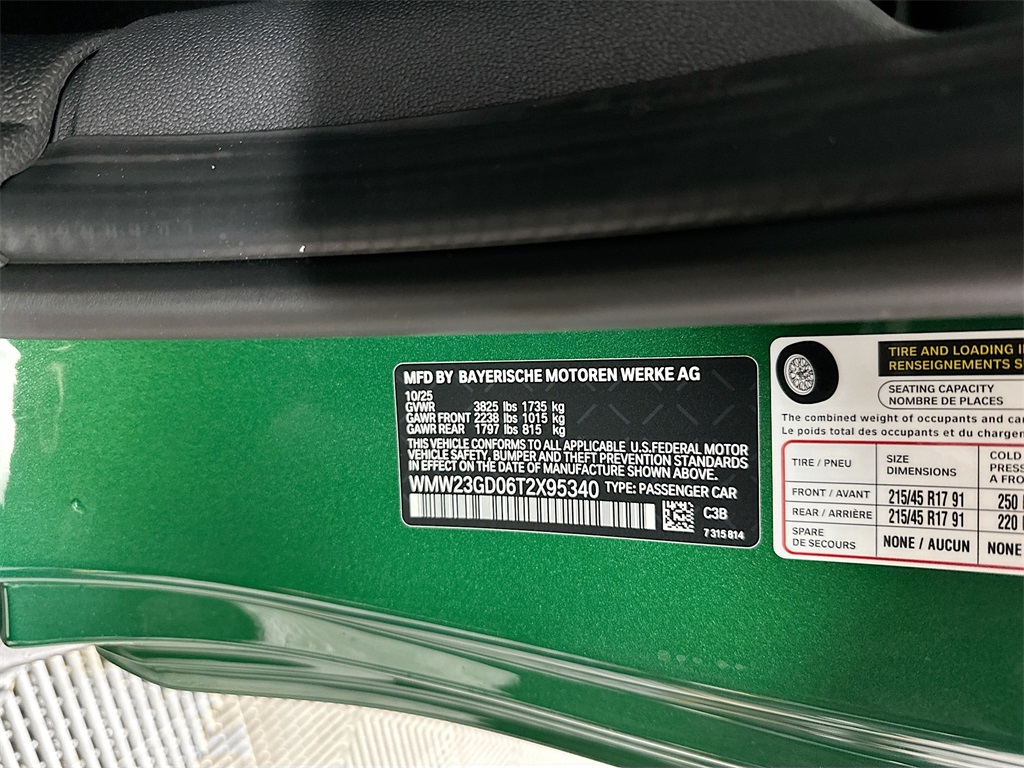 MFD BY BAYERISCHE MOTOREN WERKE AG
10/25
GVWR 3825 lbs 1735 kg
GAWR FRONT 2238 lbs 1015 kg
GAWR REAR 1797 lbs 815 kg
THIS VEHICLE CONFORMS TO ALL APPLICABLE U.S. FEDERAL MOTOR
VEHICLE SAFETY, BUMPER AND THEFT PREVENTION STANDARDS
IN EFFECT ON THE DATE OF MANUFACTURE SHOWN ABOVE.
WMW23GD06T2X95340 TYPE: PASSENGER CAR
C3B
7 315 814
TIRE AND LOADING
RENSEIGNEMENTS
SEATING CAPACITY
NOMBRE DE PLACES
The combined weight of occupants and
Le poids total des occupants et du
TIRE / PNEU SIZE DIMENSIONS COLD
A
FRONT / AVANT 215/45 R17 91 250
REAR / ARRIÈRE 215/45 R17 91 220
SPARE
DE SECOURS NONE / AUCUN NONE